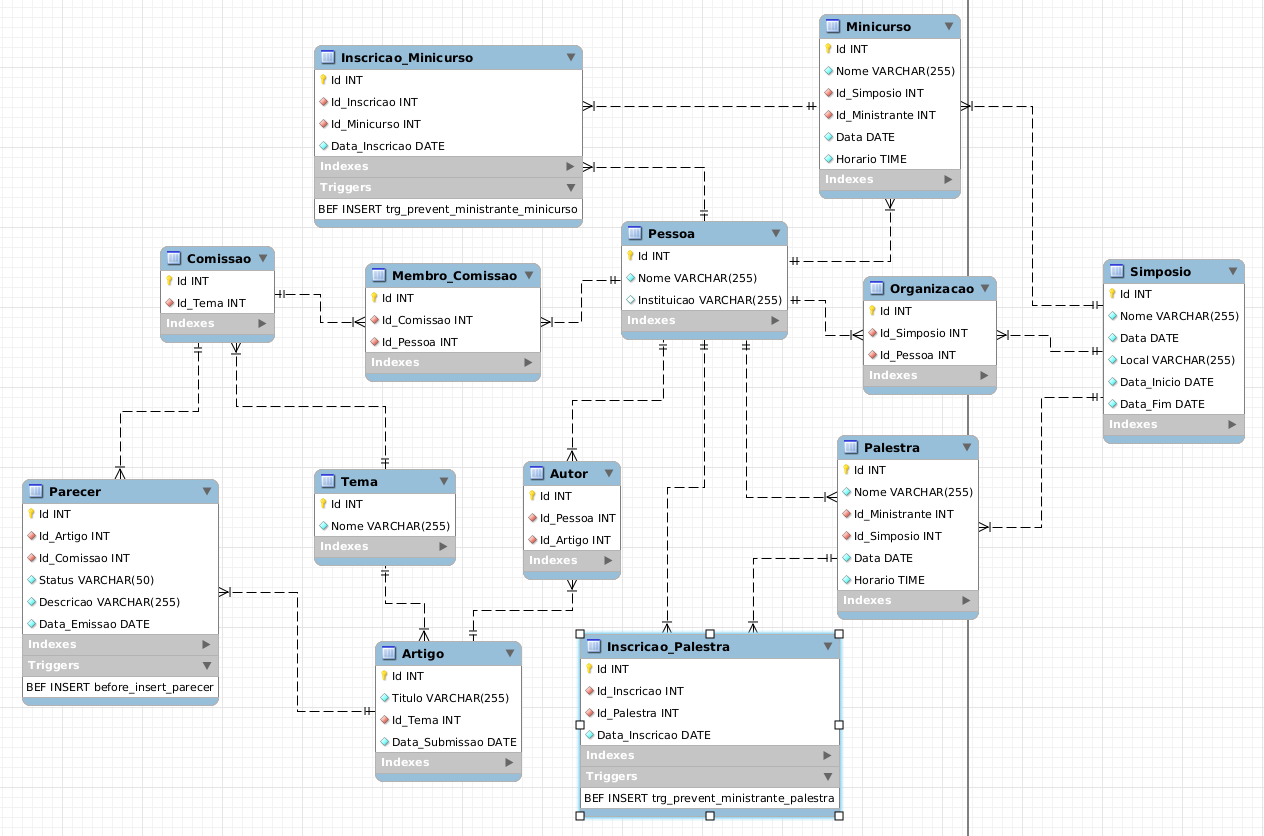 Minicurso
Id INT
Nome VARCHAR(255)
Id_Simposio INT
Id_Ministrante INT
Data DATE
Horario TIME
Indexes
Inscricao_Minicurso
Id INT
Id_Inscricao INT
Id_Minicurso INT
Data_Inscricao DATE
Indexes
Triggers
BEF INSERT trg_prevent_ministrante_minicurso
Pessoa
Id INT
Nome VARCHAR(255)
Instituicao VARCHAR(255)
Indexes
Comissao
Id INT
Id_Tema INT
Indexes
Membro_Comissao
Id INT
Id_Comissao INT
Id_Pessoa INT
Indexes
Organizacao
Id INT
Id_Simposio INT
Id_Pessoa INT
Indexes
Simposio
Id INT
Nome VARCHAR(255)
Data DATE
Local VARCHAR(255)
Data_Inicio DATE
Data_Fim DATE
Indexes
Palestra
Id INT
Nome VARCHAR(255)
Id_Ministrante INT
Id_Simposio INT
Data DATE
Horario TIME
Indexes
Parecer
Id INT
Id_Artigo INT
Id_Comissao INT
Status VARCHAR(50)
Descricao VARCHAR(255)
Data_Emissao DATE
Indexes
Triggers
BEF INSERT before_insert_parecer
Tema
Id INT
Nome VARCHAR(255)
Indexes
Autor
Id INT
Id_Pessoa INT
Id_Artigo INT
Indexes
Artigo
Id INT
Titulo VARCHAR(255)
Id_Tema INT
Data_Submissao DATE
Indexes
Inscricao_Palestra
Id INT
Id_Inscricao INT
Id_Palestra INT
Data_Inscricao DATE
Indexes
Triggers
BEF INSERT trg_prevent_ministrante_palestra